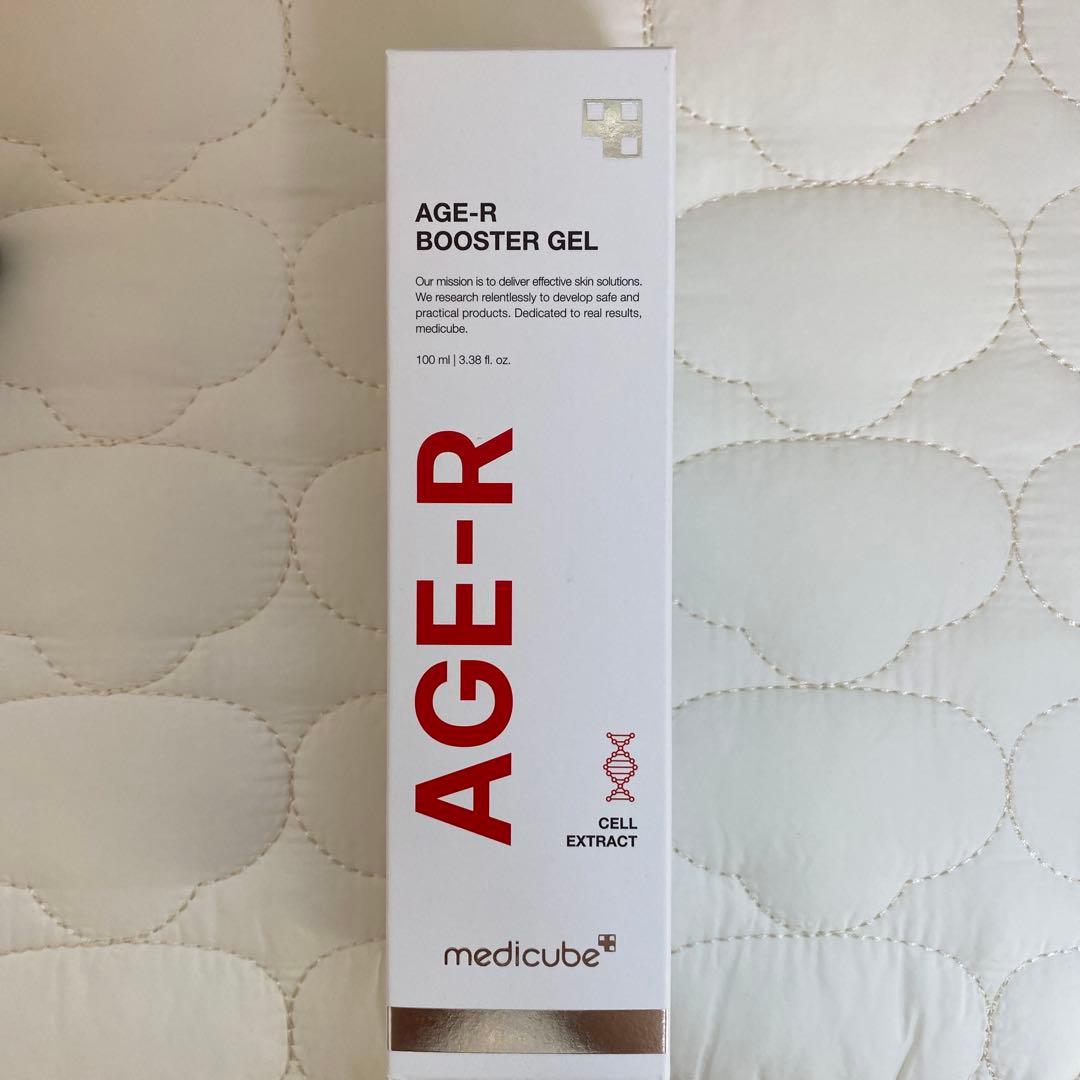 AGE-R
BOOSTER GEL
Our mission is to deliver effective skin solutions.
We research relentlessly to develop safe and
practical products. Dedicated to real results,
medicube.
100 ml | 3.38 fl. oz.
AGE-R
CELL
EXTRACT
medicube